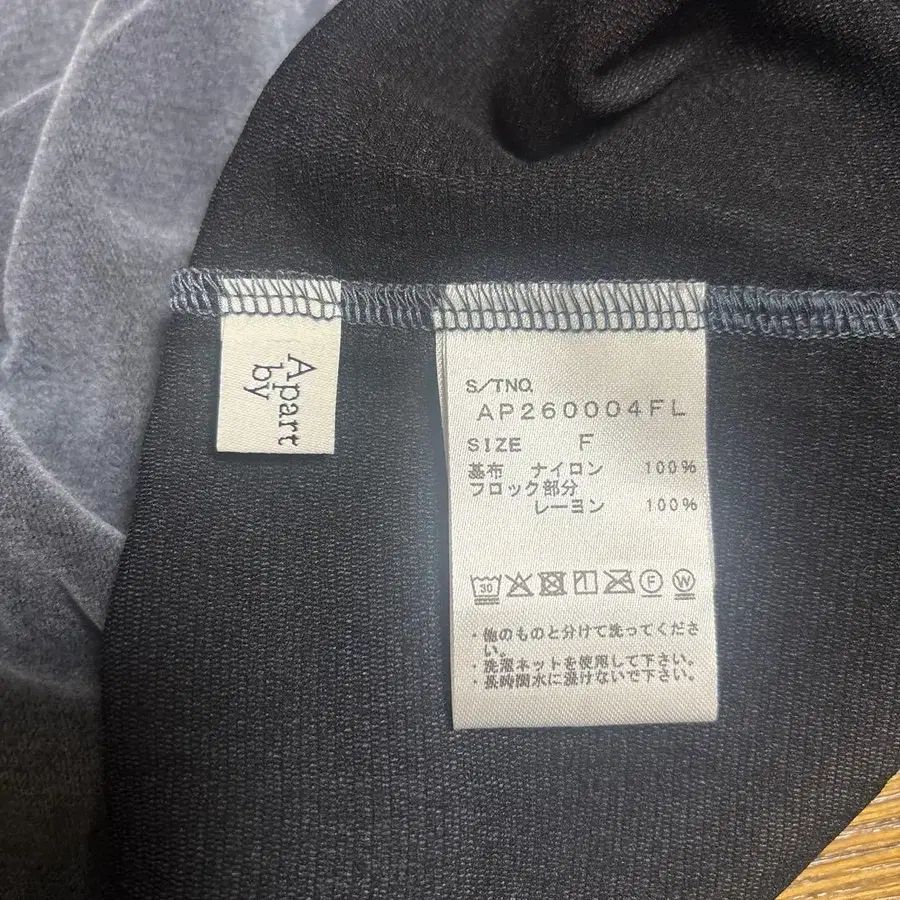 Apart
by
S/TNO.
AP260004FL
SIZE F
基布 ナイロン 100%
フロック部分
レーヨン 100%
30
F
W
・他のものと分けて洗ってくださ
い。
・洗濯ネットを使用して下さい。
・長時間水に浸けないで下さい。